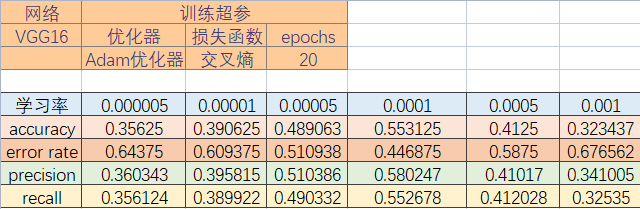 网络 训练超参
VGG16 优化器 损失函数 epochs
Adam优化器 交叉熵 20
学习率 0.000005 0.00001 0.00005 0.0001 0.0005 0.001
accuracy 0.35625 0.390625 0.489063 0.553125 0.4125 0.323437
error rate 0.64375 0.609375 0.510938 0.446875 0.5875 0.676562
precision 0.360343 0.395815 0.510386 0.580247 0.41017 0.341005
recall 0.356124 0.389922 0.490332 0.552678 0.412028 0.32535